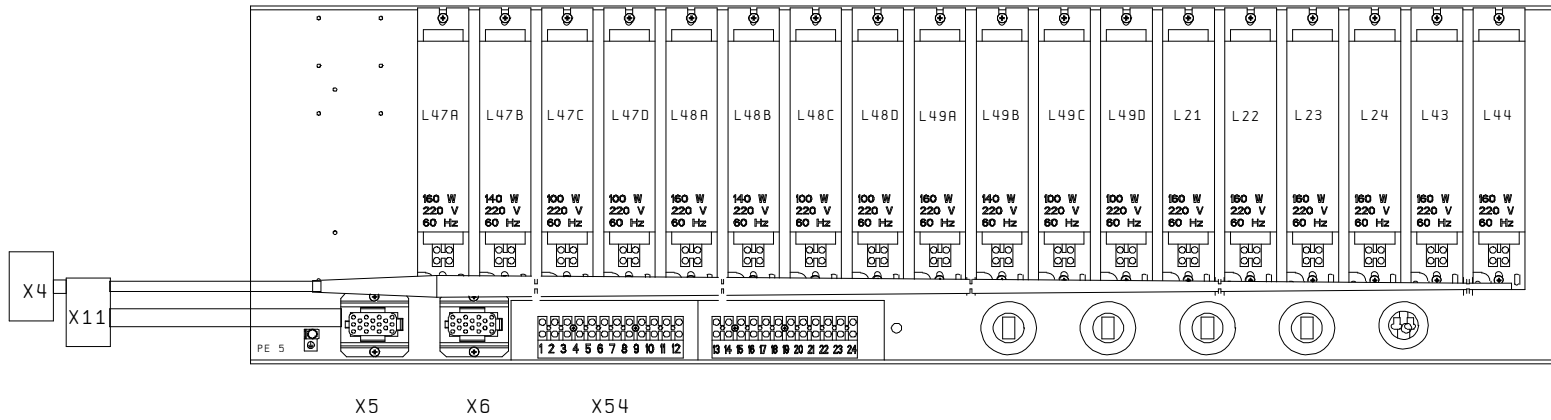 L47A L47B L47C L47D L48A L48B L48C L48D L49A L49B L49C L49D L21 L22 L23 L24 L43 L44
160 W 140 W 100 W 100 W 160 W 140 W 100 W 100 W 160 W 140 W 100 W 100 W 160 W 160 W 160 W 160 W 160 W 160 W
220 V 220 V 220 V 220 V 220 V 220 V 220 V 220 V 220 V 220 V 220 V 220 V 220 V 220 V 220 V 220 V 220 V 220 V
60 Hz 60 Hz 60 Hz 60 Hz 60 Hz 60 Hz 60 Hz 60 Hz 60 Hz 60 Hz 60 Hz 60 Hz 60 Hz 60 Hz 60 Hz 60 Hz 60 Hz 60 Hz
X4
X11
PE 5
1 2 3 4 5 6 7 8 9 10 11 12 13 14 15 16 17 18 19 20 21 22 23 24
X5 X6 X54